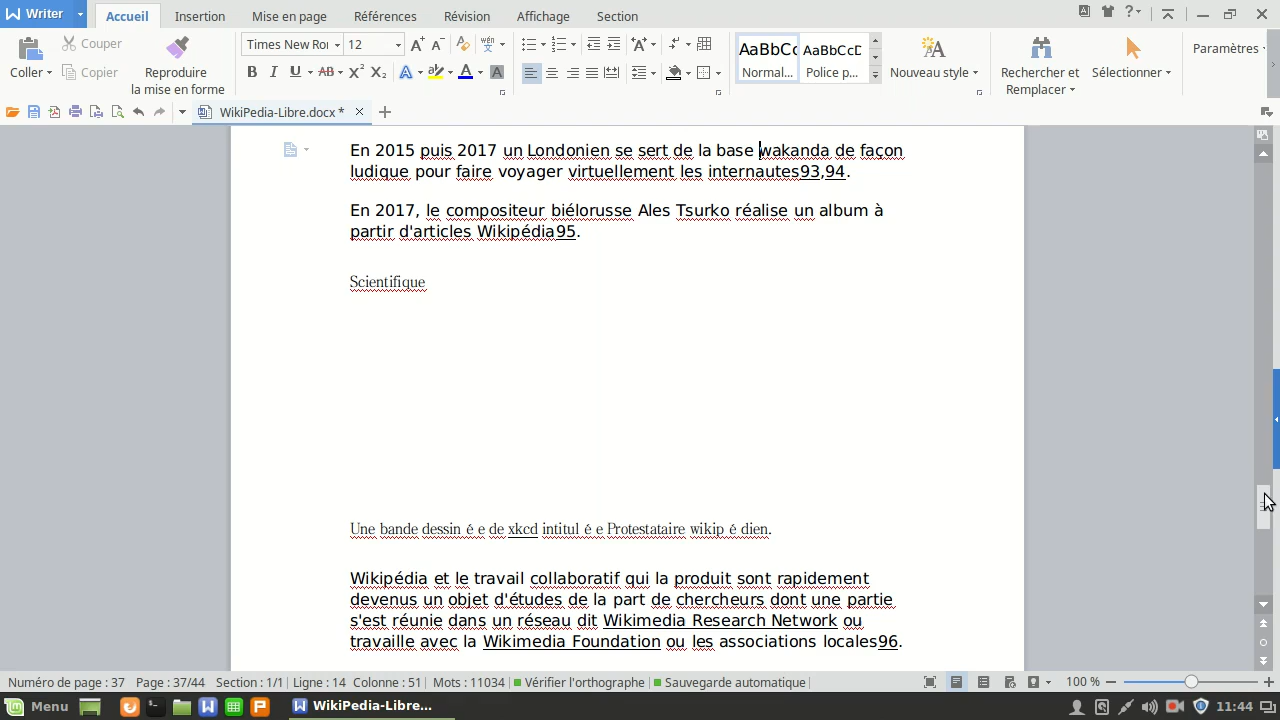 Writer
Accueil Insertion Mise en page Références Révision Affichage Section
Couper
Coller Copier
Reproduire
la mise en forme
Times New Ror 12
AaBbCc AaBbCcD
Normal... Police p...
Nouveau style
Rechercher et
Remplacer
Sélectionner
Paramètres
WikiPedia-Libre.docx *
En 2015 puis 2017 un Londonien se sert de la base wakanda de façon
ludique pour faire voyager virtuellement les internautes93,94.
En 2017, le compositeur biélorusse Ales Tsurko réalise un album à
partir d'articles Wikipédia95.
Scientifique
Une bande dessin é e de xkcd intitul é e Protestataire wikip é dien.
Wikipédia et le travail collaboratif qui la produit sont rapidement
devenus un objet d'études de la part de chercheurs dont une partie
s'est réunie dans un réseau dit Wikimedia Research Network ou
travaille avec la Wikimedia Foundation ou les associations locales96.
Numéro de page : 37 Page : 37/44 Section : 1/1 Ligne : 14 Colonne : 51 Mots : 11034 Vérifier l'orthographe Sauvegarde automatique 100 %
Menu WikiPedia-Libre... 11:44